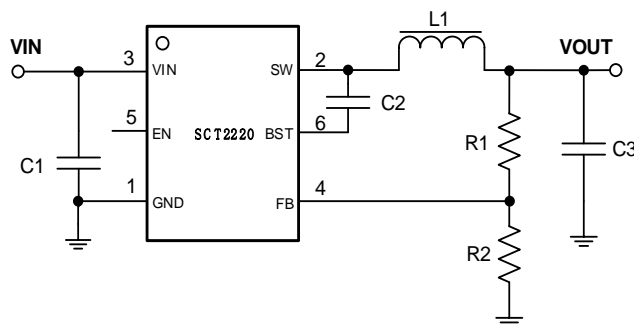 L1
VIN
VOUT
3
VIN
SW
2
C2
5
EN
SCT2220
BST
6
R1
C1
C3
1
GND
FB
4
R2